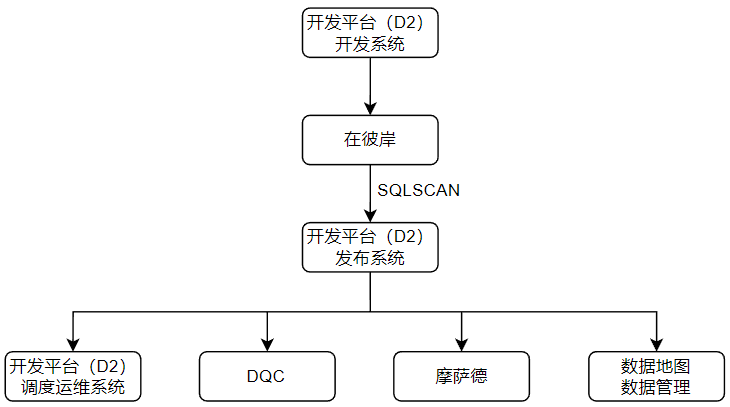 开发平台（D2）
开发系统
在彼岸
SQLSCAN
开发平台（D2）
发布系统
开发平台（D2）
调度运维系统
DQC
摩萨德
数据地图
数据管理